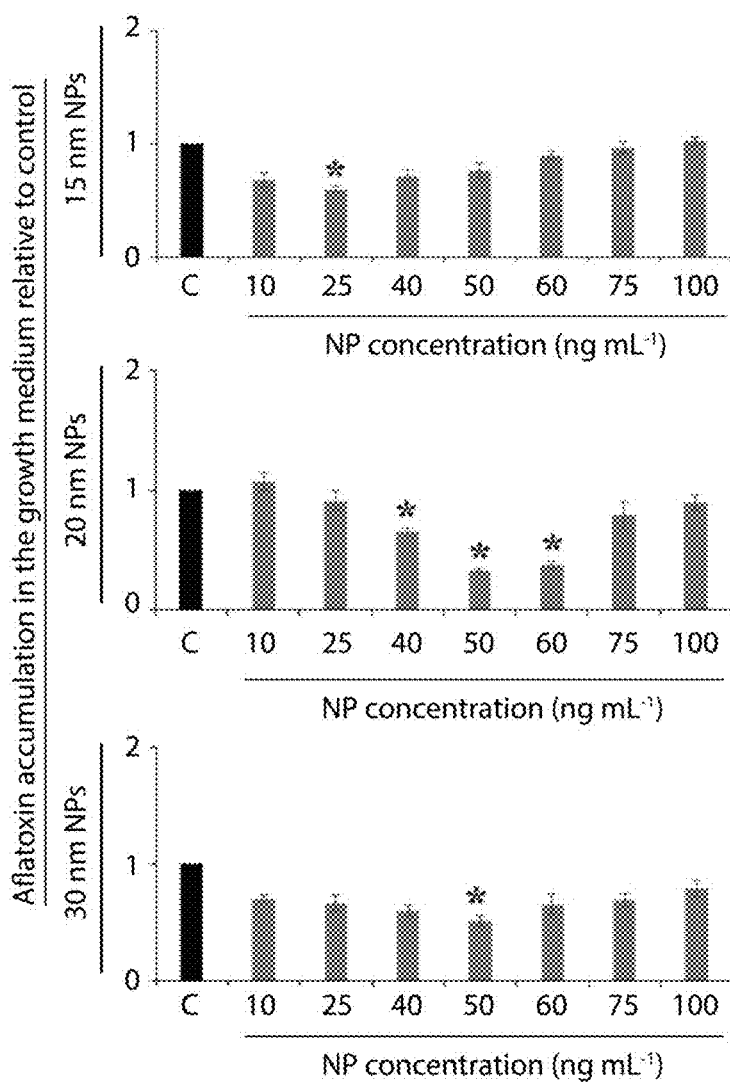 Aflatoxin accumulation in the growth medium relative to control
15 nm NPs
2
1
0
*
C 10 25 40 50 60 75 100
NP concentration (ng mL⁻¹)
20 nm NPs
2
1
0
* * *
C 10 25 40 50 60 75 100
NP concentration (ng mL⁻¹)
30 nm NPs
2
1
0
*
C 10 25 40 50 60 75 100
NP concentration (ng mL⁻¹)